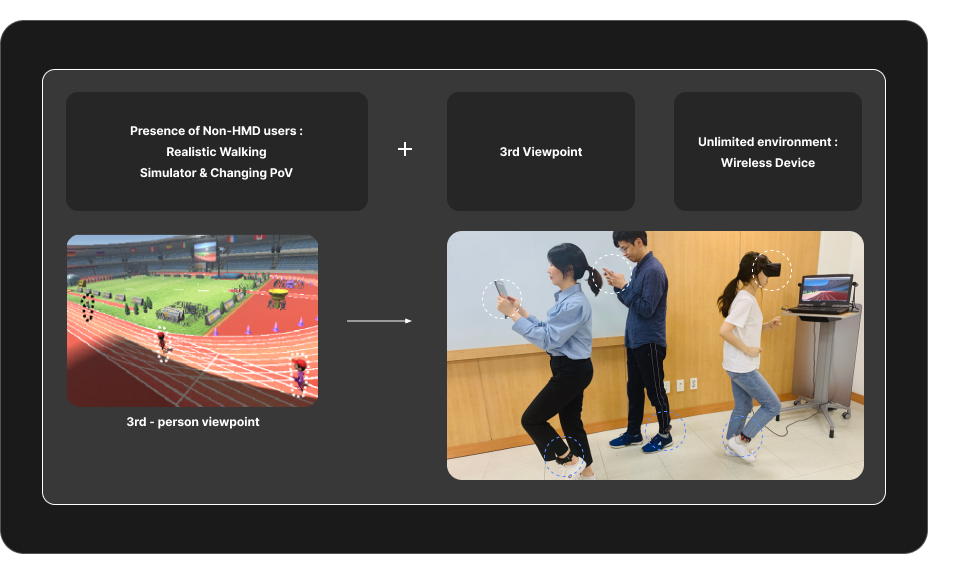 Presence of Non-HMD users :
Realistic Walking
Simulator & Changing PoV
+
3rd Viewpoint
Unlimited environment :
Wireless Device
3rd - person viewpoint